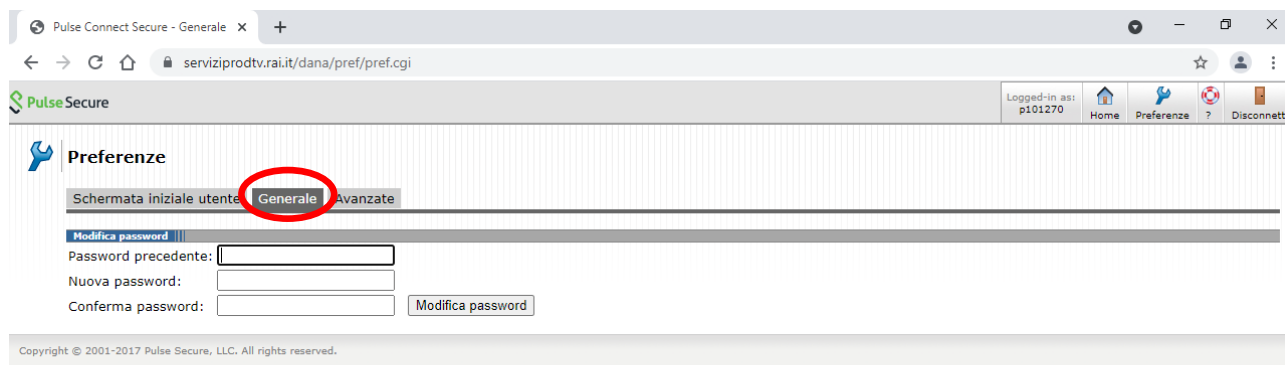 Pulse Connect Secure - Generale
serviziprodtv.rai.it/dana/pref/pref.cgi
Pulse Secure
Logged-in as:
p101270
Home
Preferenze
?
Disconnett
Preferenze
Schermata iniziale utente Generale Avanzate
Modifica password
Password precedente:
Nuova password:
Conferma password: Modifica password
Copyright © 2001-2017 Pulse Secure, LLC. All rights reserved.